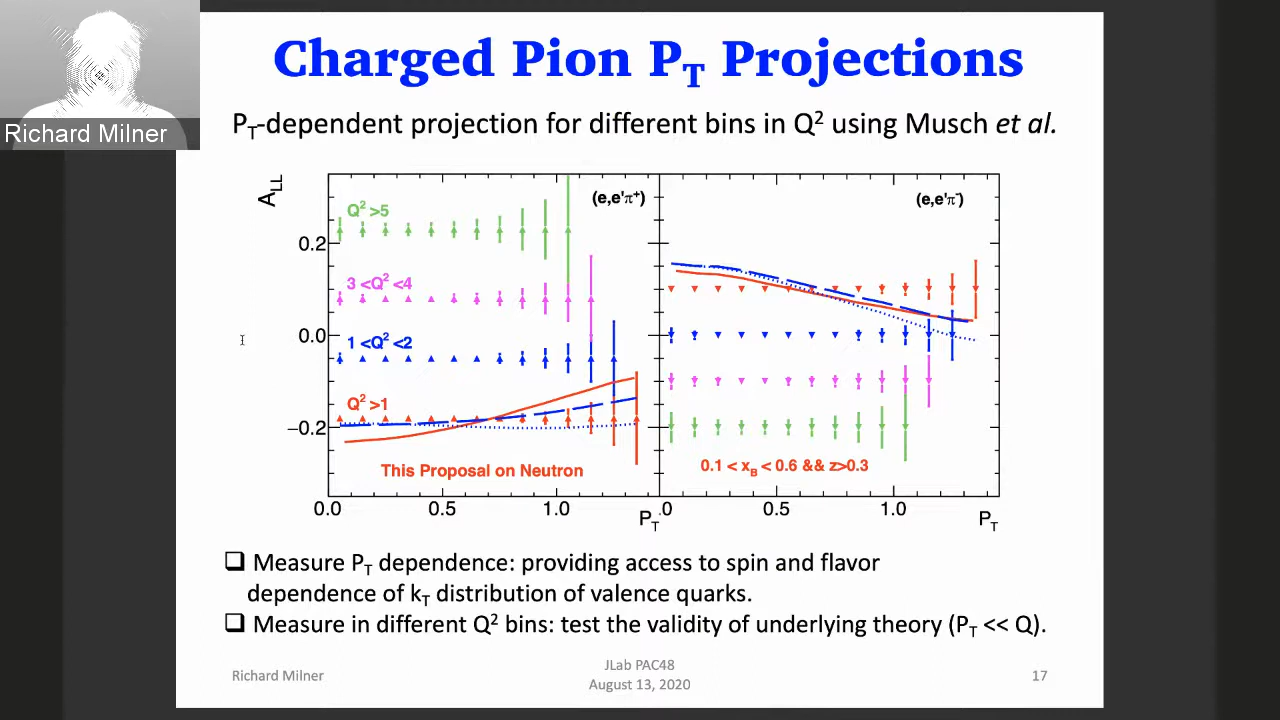 Richard Milner
Charged Pion PT Projections
PT-dependent projection for different bins in Q2 using Musch et al.
ALL
(e,e'π+)
(e,e'π-)
Q2 >5
0.2
3 <Q2 <4
0.0
1 <Q2 <2
Q2 >1
−0.2
This Proposal on Neutron
0.1 < xB < 0.6 && z>0.3
0.0 0.5 1.0 PT .0 0.5 1.0 PT
❑ Measure PT dependence: providing access to spin and flavor
dependence of kT distribution of valence quarks.
❑ Measure in different Q2 bins: test the validity of underlying theory (PT << Q).
Richard Milner
JLab PAC48
August 13, 2020
17